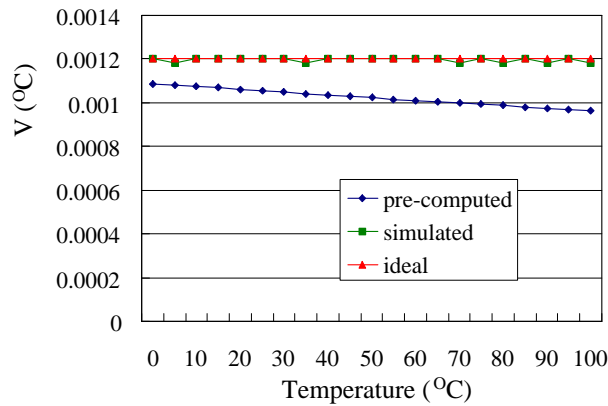 0.0014
0.0012
0.001
0.0008
0.0006
0.0004
0.0002
0
V (OC)
pre-computed
simulated
ideal
0 10 20 30 40 50 60 70 80 90 100
Temperature (OC)